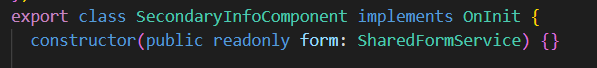 export class SecondaryInfoComponent implements OnInit {
constructor(public readonly form: SharedFormService) {}